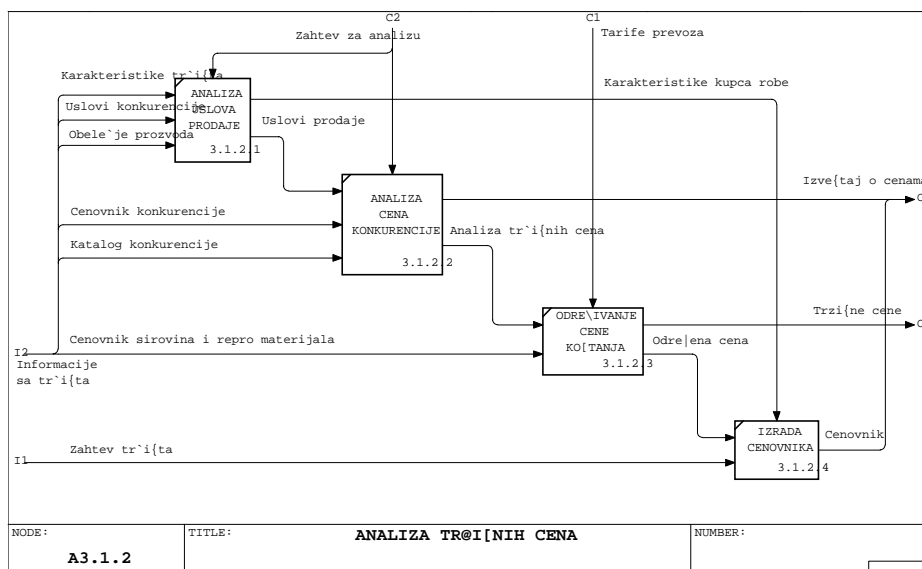 C2
C1
Zahtev za analizu
Tarife prevoza
Karakteristike tr`i{ta
Karakteristike kupca robe
ANALIZA
USLOVA
PRODAJE
3.1.2.1
Uslovi konkurencije
Uslovi prodaje
Obele`je prozvoda
Izve{taj o cenama
ANALIZA
CENA
KONKURENCIJE
3.1.2.2
Cenovnik konkurencije
Analiza tr`i{nih cena
Katalog konkurencije
Trzi{ne cene
ODRE\IVANJE
CENE
KO[TANJA
3.1.2.3
Cenovnik sirovina i repro materijala
Odre|ena cena
I2
Informacije
sa tr`i{ta
IZRADA
CENOVNIKA
3.1.2.4
Cenovnik
Zahtev tr`i{ta
I1
NODE:
A3.1.2
TITLE:
ANALIZA TR@I[NIH CENA
NUMBER: